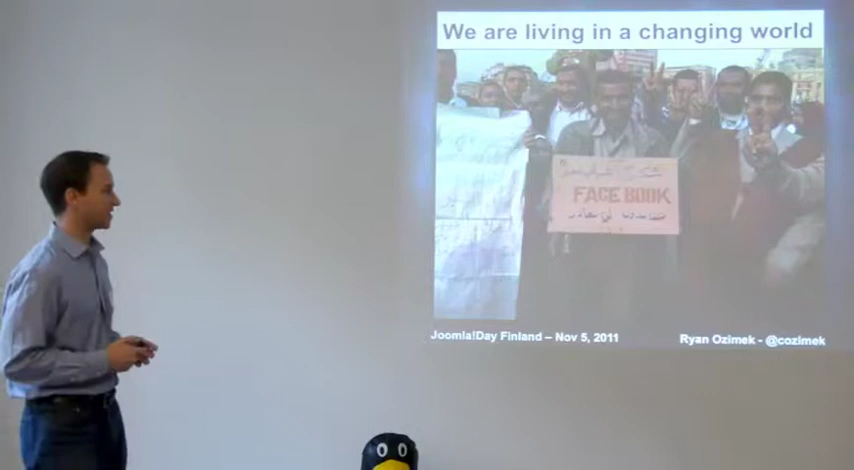 We are living in a changing world
FACE BOOK
Joomla!Day Finland – Nov 5, 2011
Ryan Ozimek - @cozimek